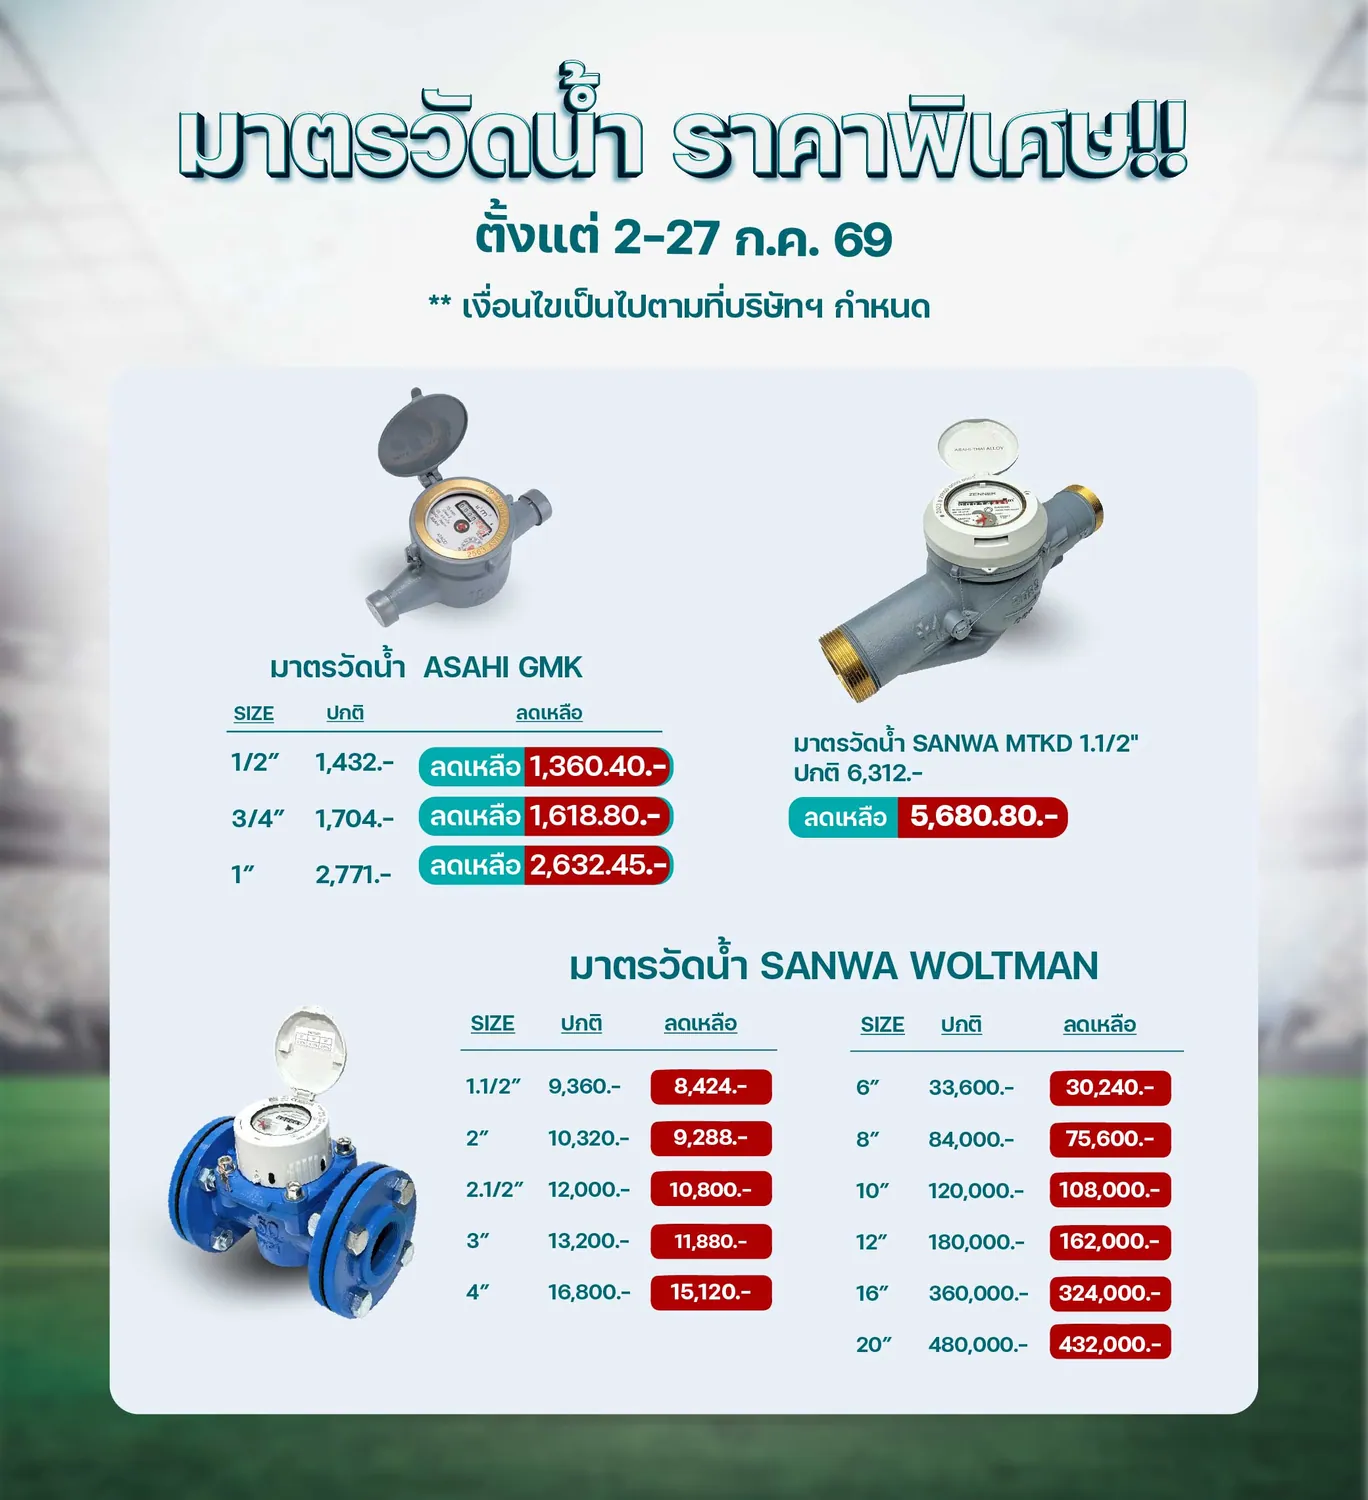 มาตรวัดน้ำ ราคาพิเศษ!!
ตั้งแต่ 2-27 ก.ค. 69
** เงื่อนไขเป็นไปตามที่บริษัทฯ กำหนด
ASAHI THAI ALLOY
ZENNER
มาตรวัดน้ำ ASAHI GMK
SIZE ปกติ ลดเหลือ
1/2″ 1,432.- ลดเหลือ 1,360.40.-
3/4″ 1,704.- ลดเหลือ 1,618.80.-
1″ 2,771.- ลดเหลือ 2,632.45.-
มาตรวัดน้ำ SANWA MTKD 1.1/2"
ปกติ 6,312.-
ลดเหลือ 5,680.80.-
มาตรวัดน้ำ SANWA WOLTMAN
SIZE ปกติ ลดเหลือ
1.1/2″ 9,360.- 8,424.-
2″ 10,320.- 9,288.-
2.1/2″ 12,000.- 10,800.-
3″ 13,200.- 11,880.-
4″ 16,800.- 15,120.-
SIZE ปกติ ลดเหลือ
6″ 33,600.- 30,240.-
8″ 84,000.- 75,600.-
10″ 120,000.- 108,000.-
12″ 180,000.- 162,000.-
16″ 360,000.- 324,000.-
20″ 480,000.- 432,000.-